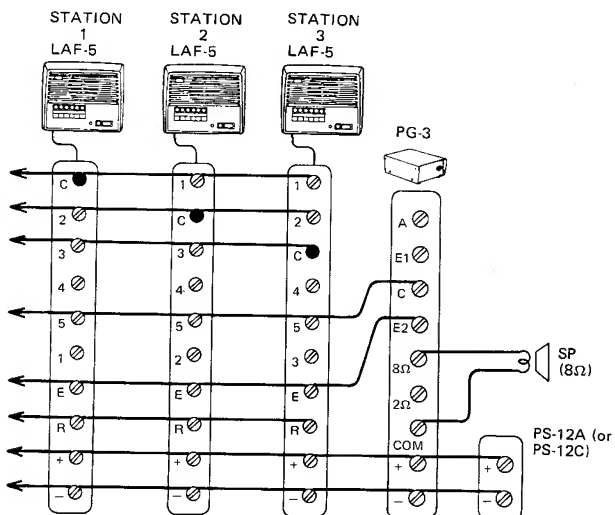 STATION
1
LAF-5
STATION
2
LAF-5
STATION
3
LAF-5
PG-3
C
2
3
4
5
1
E
R
+
−
1
C
3
4
5
2
E
R
+
−
1
2
C
4
5
3
E
R
+
−
A
E1
C
E2
8Ω
2Ω
COM
+
−
SP
(8Ω)
PS-12A (or
PS-12C)
+
−